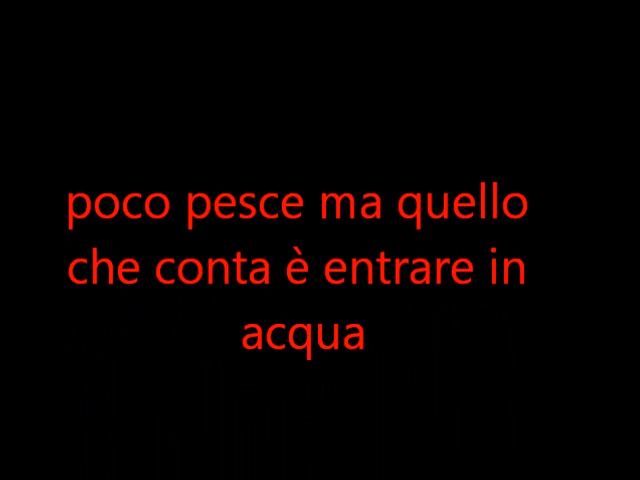 poco pesce ma quello
che conta è entrare in
acqua